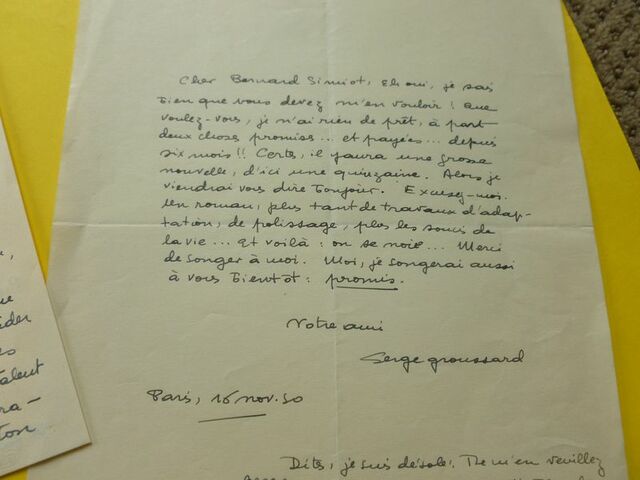 Cher Bernard Simiot, Eh oui, je sais
bien que vous devez m'en vouloir ! Que
voulez-vous, je n'ai rien de prêt, à part
deux choses promises... et payées... depuis
six mois !! Certes, il y aura une grosse
nouvelle, d'ici une quinzaine. Alors je
viendrai vous dire bonjour. Excusez-moi.
Un roman, plus tant de travaux d'adap-
tation, de polissage, plus les soucis de
la vie... et voilà : on se noie... Merci
de songer à moi. Moi, je songerai aussi
à vous bientôt : promis.
Votre ami
Serge Groussard
Paris, 16 nov. 50
Dites, je suis désolé. Ne m'en veuillez
alent
ra-
ton